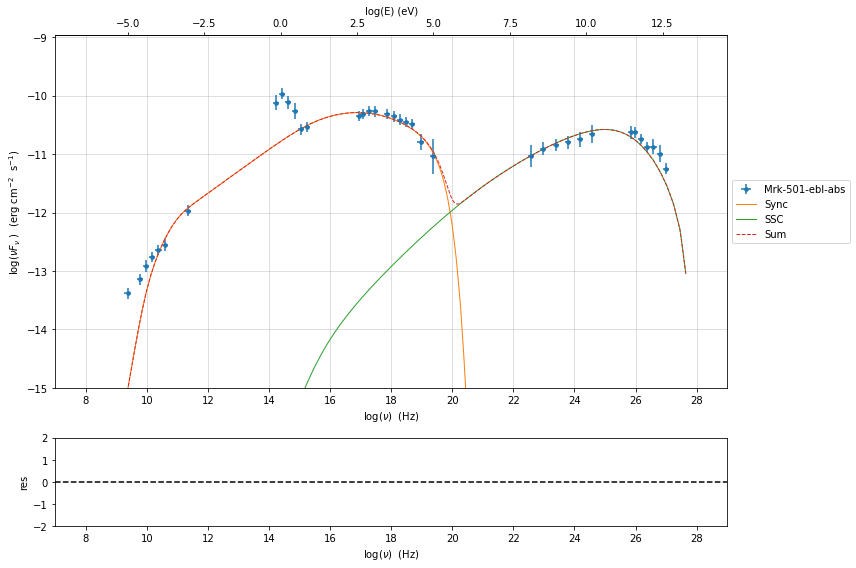 log(E) (eV)
−5.0 −2.5 0.0 2.5 5.0 7.5 10.0 12.5
−9
−10
−11
−12
−13
−14
−15
log(νFν ) (erg cm−2 s−1)
8 10 12 14 16 18 20 22 24 26 28
log(ν) (Hz)
Mrk-501-ebl-abs
Sync
SSC
Sum
2
1
0
−1
−2
res
8 10 12 14 16 18 20 22 24 26 28
log(ν) (Hz)